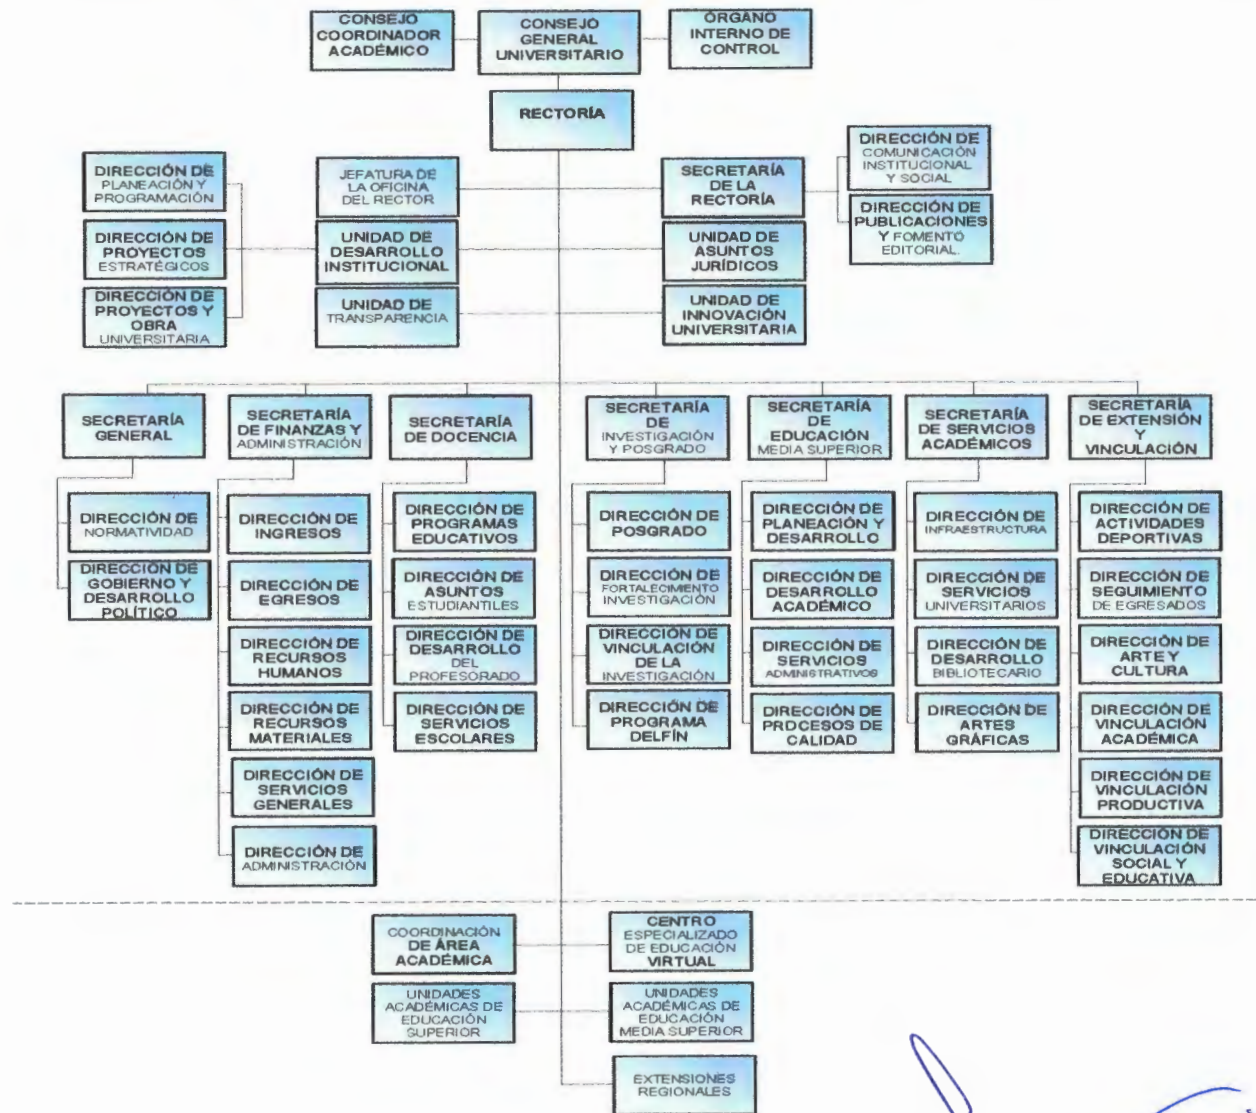 CONSEJO
COORDINADOR
ACADÉMICO
CONSEJO
GENERAL
UNIVERSITARIO
ÓRGANO
INTERNO DE
CONTROL
RECTORÍA
DIRECCIÓN DE
PLANEACIÓN Y
PROGRAMACIÓN
DIRECCIÓN DE
PROYECTOS
ESTRATÉGICOS
DIRECCIÓN DE
PROYECTOS Y
OBRA
UNIVERSITARIA
JEFATURA DE
LA OFICINA
DEL RECTOR
UNIDAD DE
DESARROLLO
INSTITUCIONAL
UNIDAD DE
TRANSPARENCIA
SECRETARÍA
DE LA
RECTORÍA
UNIDAD DE
ASUNTOS
JURÍDICOS
UNIDAD DE
INNOVACIÓN
UNIVERSITARIA
DIRECCIÓN DE
COMUNICACIÓN
INSTITUCIONAL
Y SOCIAL
DIRECCIÓN DE
PUBLICACIONES
Y FOMENTO
EDITORIAL.
SECRETARÍA
GENERAL
DIRECCIÓN DE
NORMATIVIDAD
DIRECCIÓN DE
GOBIERNO Y
DESARROLLO
POLÍTICO
SECRETARÍA
DE FINANZAS Y
ADMINISTRACIÓN
DIRECCIÓN DE
INGRESOS
DIRECCIÓN DE
EGRESOS
DIRECCIÓN DE
RECURSOS
HUMANOS
DIRECCIÓN DE
RECURSOS
MATERIALES
DIRECCIÓN DE
SERVICIOS
GENERALES
DIRECCIÓN DE
ADMINISTRACIÓN
SECRETARÍA
DE DOCENCIA
DIRECCIÓN DE
PROGRAMAS
EDUCATIVOS
DIRECCIÓN DE
ASUNTOS
ESTUDIANTILES
DIRECCIÓN DE
DESARROLLO
DEL
PROFESORADO
DIRECCIÓN DE
SERVICIOS
ESCOLARES
SECRETARÍA
DE
INVESTIGACIÓN
Y POSGRADO
DIRECCIÓN DE
POSGRADO
DIRECCIÓN DE
FORTALECIMIENTO
INVESTIGACIÓN
DIRECCIÓN DE
VINCULACIÓN
DE LA
INVESTIGACIÓN
DIRECCIÓN DE
PROGRAMA
DELFÍN
SECRETARÍA
DE
EDUCACIÓN
MEDIA SUPERIOR
DIRECCIÓN DE
PLANEACIÓN Y
DESARROLLO
DIRECCIÓN DE
DESARROLLO
ACADÉMICO
DIRECCIÓN DE
SERVICIOS
ADMINISTRATIVOS
DIRECCIÓN DE
PROCESOS DE
CALIDAD
SECRETARÍA
DE SERVICIOS
ACADÉMICOS
DIRECCIÓN DE
INFRAESTRUCTURA
DIRECCIÓN DE
SERVICIOS
UNIVERSITARIOS
DIRECCIÓN DE
DESARROLLO
BIBLIOTECARIO
DIRECCIÓN DE
ARTES
GRÁFICAS
SECRETARÍA
DE EXTENSIÓN
Y
VINCULACIÓN
DIRECCIÓN DE
ACTIVIDADES
DEPORTIVAS
DIRECCIÓN DE
SEGUIMIENTO
DE EGRESADOS
DIRECCIÓN DE
ARTE Y
CULTURA
DIRECCIÓN DE
VINCULACIÓN
ACADÉMICA
DIRECCIÓN DE
VINCULACIÓN
PRODUCTIVA
DIRECCIÓN DE
VINCULACIÓN
SOCIAL Y
EDUCATIVA
COORDINACIÓN
DE ÁREA
ACADÉMICA
CENTRO
ESPECIALIZADO
DE EDUCACIÓN
VIRTUAL
UNIDADES
ACADÉMICAS DE
EDUCACIÓN
SUPERIOR
UNIDADES
ACADÉMICAS DE
EDUCACIÓN
MEDIA SUPERIOR
EXTENSIONES
REGIONALES